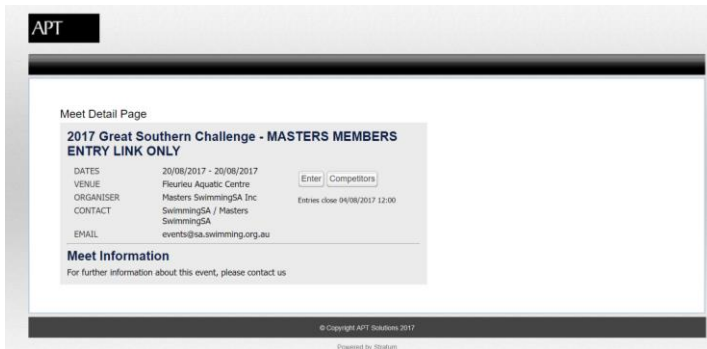 APT
Meet Detail Page
2017 Great Southern Challenge - MASTERS MEMBERS
ENTRY LINK ONLY
DATES 20/08/2017 - 20/08/2017
VENUE Fleurieu Aquatic Centre
Enter Competitors
ORGANISER Masters SwimmingSA Inc
Entries close 04/08/2017 12:00
CONTACT SwimmingSA / Masters
SwimmingSA
EMAIL events@sa.swimming.org.au
Meet Information
For further information about this event, please contact us
© Copyright APT Solutions 2017
Powered by Stratum